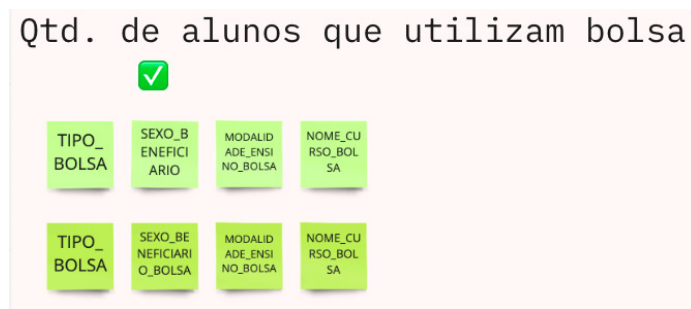 Qtd. de alunos que utilizam bolsa
TIPO_
BOLSA
SEXO_B
ENEFICI
ARIO
MODALID
ADE_ENSI
NO_BOLSA
NOME_CU
RSO_BOL
SA
TIPO_
BOLSA
SEXO_BE
NEFICIARI
O_BOLSA
MODALID
ADE_ENSI
NO_BOLSA
NOME_CU
RSO_BOL
SA